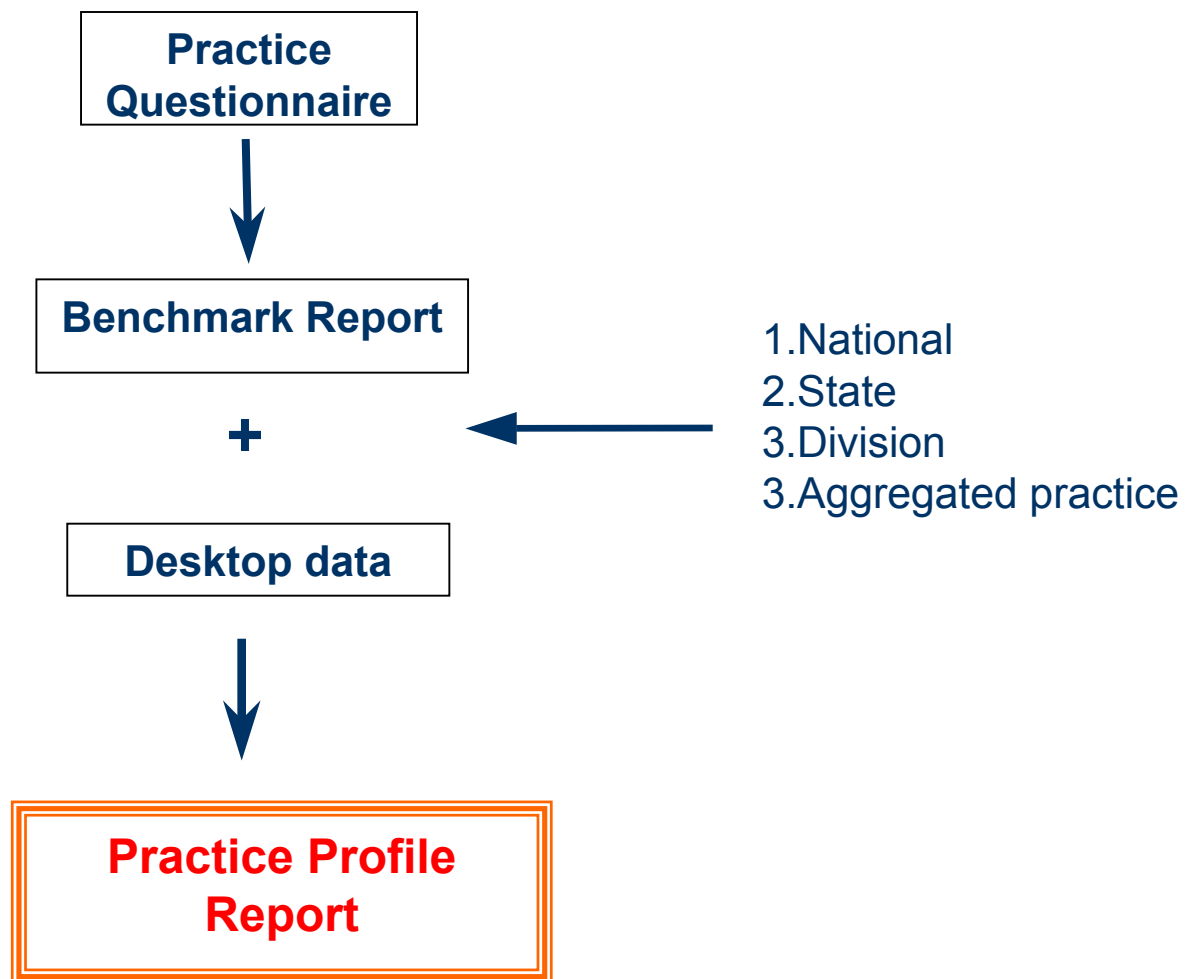 Practice
Questionnaire
Benchmark Report
+
1.National
2.State
3.Division
3.Aggregated practice
Desktop data
Practice Profile
Report